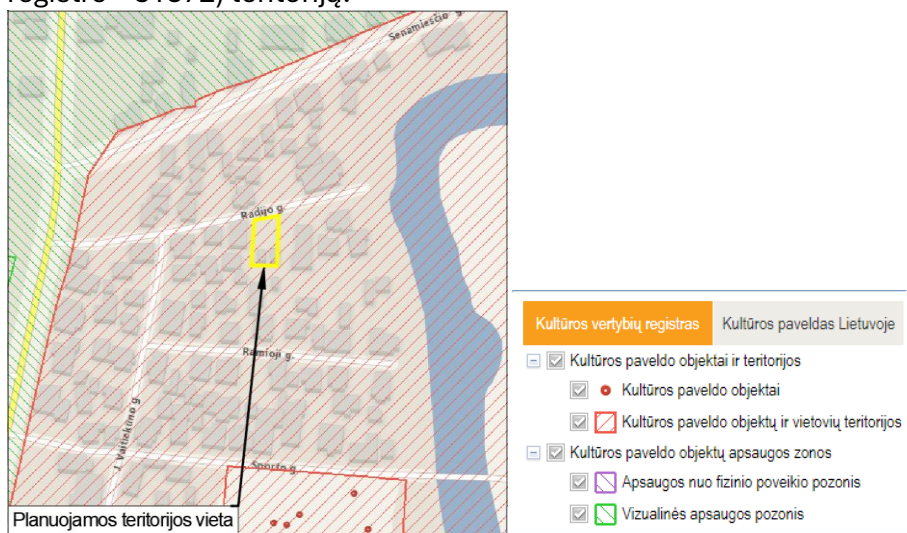 registro – 31872) teritoriją.
Senamiesčio g.
Radijo g.
Ramioji g.
J. Vaitiekūno g.
Sporto g.
Planuojamos teritorijos vieta
Kultūros vertybių registras Kultūros paveldas Lietuvoje
Kultūros paveldo objektai ir teritorijos
Kultūros paveldo objektai
Kultūros paveldo objektų ir vietovių teritorijos
Kultūros paveldo objektų apsaugos zonos
Apsaugos nuo fizinio poveikio pozonis
Vizualinės apsaugos pozonis